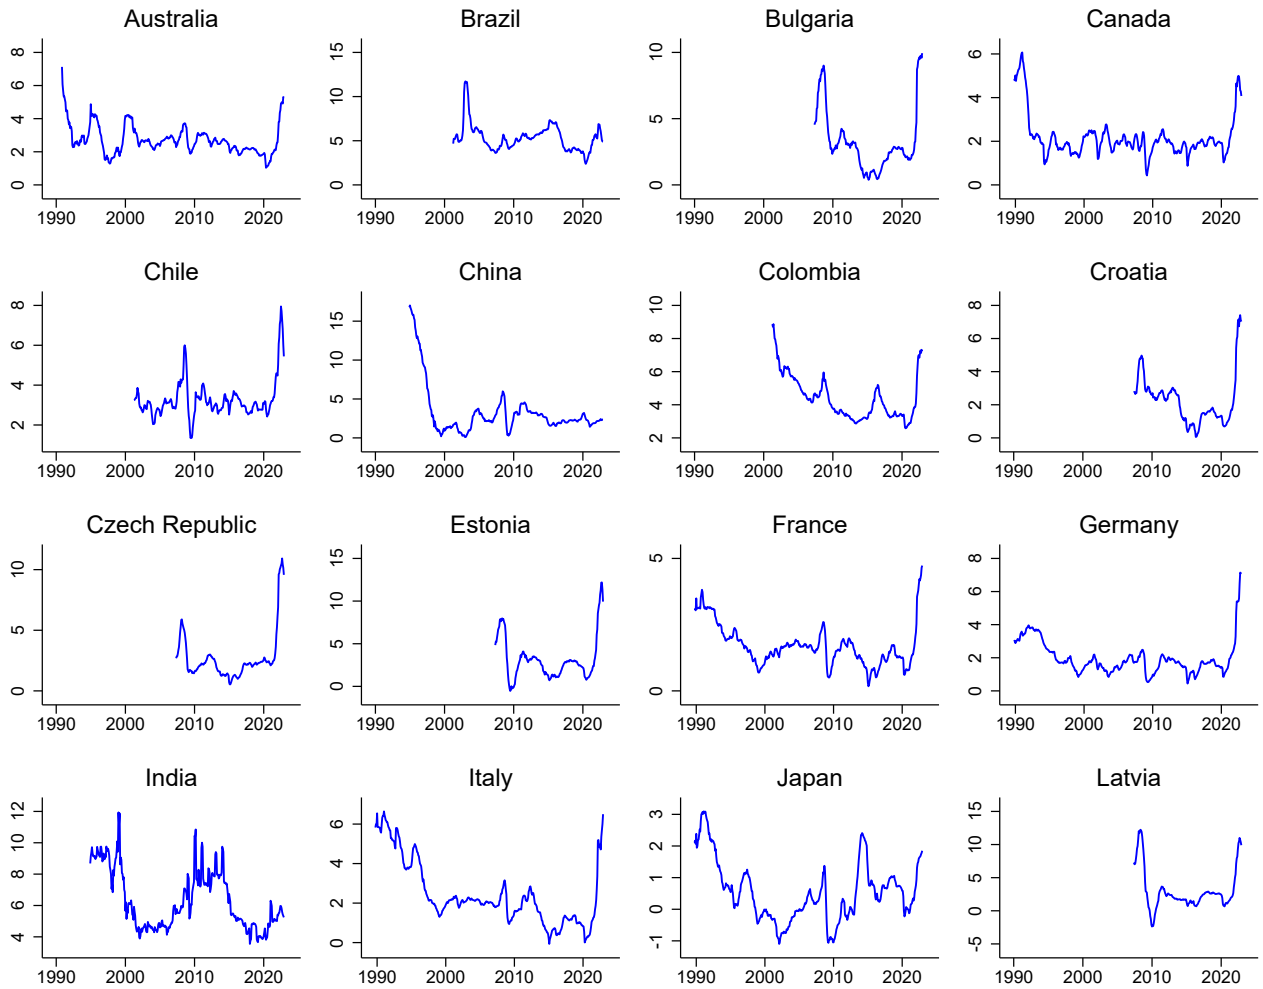 Australia Brazil Bulgaria Canada
8 6 4 2 0
15 10 5 0
10 5 0
6 4 2 0
1990 2000 2010 2020 1990 2000 2010 2020 1990 2000 2010 2020 1990 2000 2010 2020
Chile China Colombia Croatia
8 6 4 2
15 10 5 0
10 8 6 4 2
8 6 4 2 0
1990 2000 2010 2020 1990 2000 2010 2020 1990 2000 2010 2020 1990 2000 2010 2020
Czech Republic Estonia France Germany
10 5 0
15 10 5 0
5 0
8 6 4 2 0
1990 2000 2010 2020 1990 2000 2010 2020 1990 2000 2010 2020 1990 2000 2010 2020
India Italy Japan Latvia
12 10 8 6 4
6 4 2 0
3 2 1 0 -1
15 10 5 0 -5
1990 2000 2010 2020 1990 2000 2010 2020 1990 2000 2010 2020 1990 2000 2010 2020